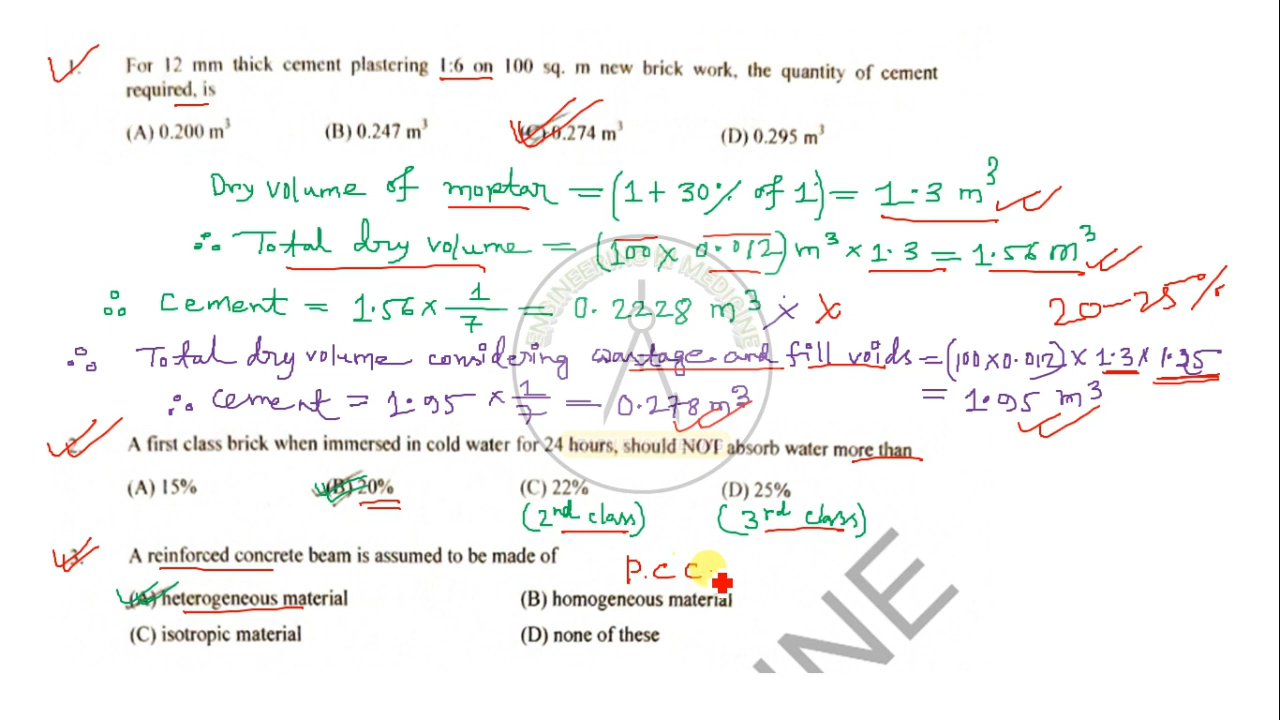 1. For 12 mm thick cement plastering 1:6 on 100 sq. m new brick work, the quantity of cement
required, is
(A) 0.200 m³ (B) 0.247 m³ (C) 0.274 m³ (D) 0.295 m³
Dry volume of moptar = (1 + 30% of 1) = 1.3 m³
∴ Total dry volume = (100 × 0.012) m³ × 1.3 = 1.56 m³
∴ Cement = 1.56 × 1/7 = 0.2228 m³ × ×
20-25%
∴ Total dry volume considering wastage and fill voids = (100 × 0.012) × 1.3 × 1.25
= 1.95 m³
∴ cement = 1.95 × 1/7 = 0.278 m³
2. A first class brick when immersed in cold water for 24 hours, should NOT absorb water more than
(A) 15% (B) 20% (C) 22% (D) 25%
(2nd class) (3rd class)
3. A reinforced concrete beam is assumed to be made of
P.C.C.
(A) heterogeneous material (B) homogeneous material
(C) isotropic material (D) none of these
ENGINEERING & MEDICINE
INE